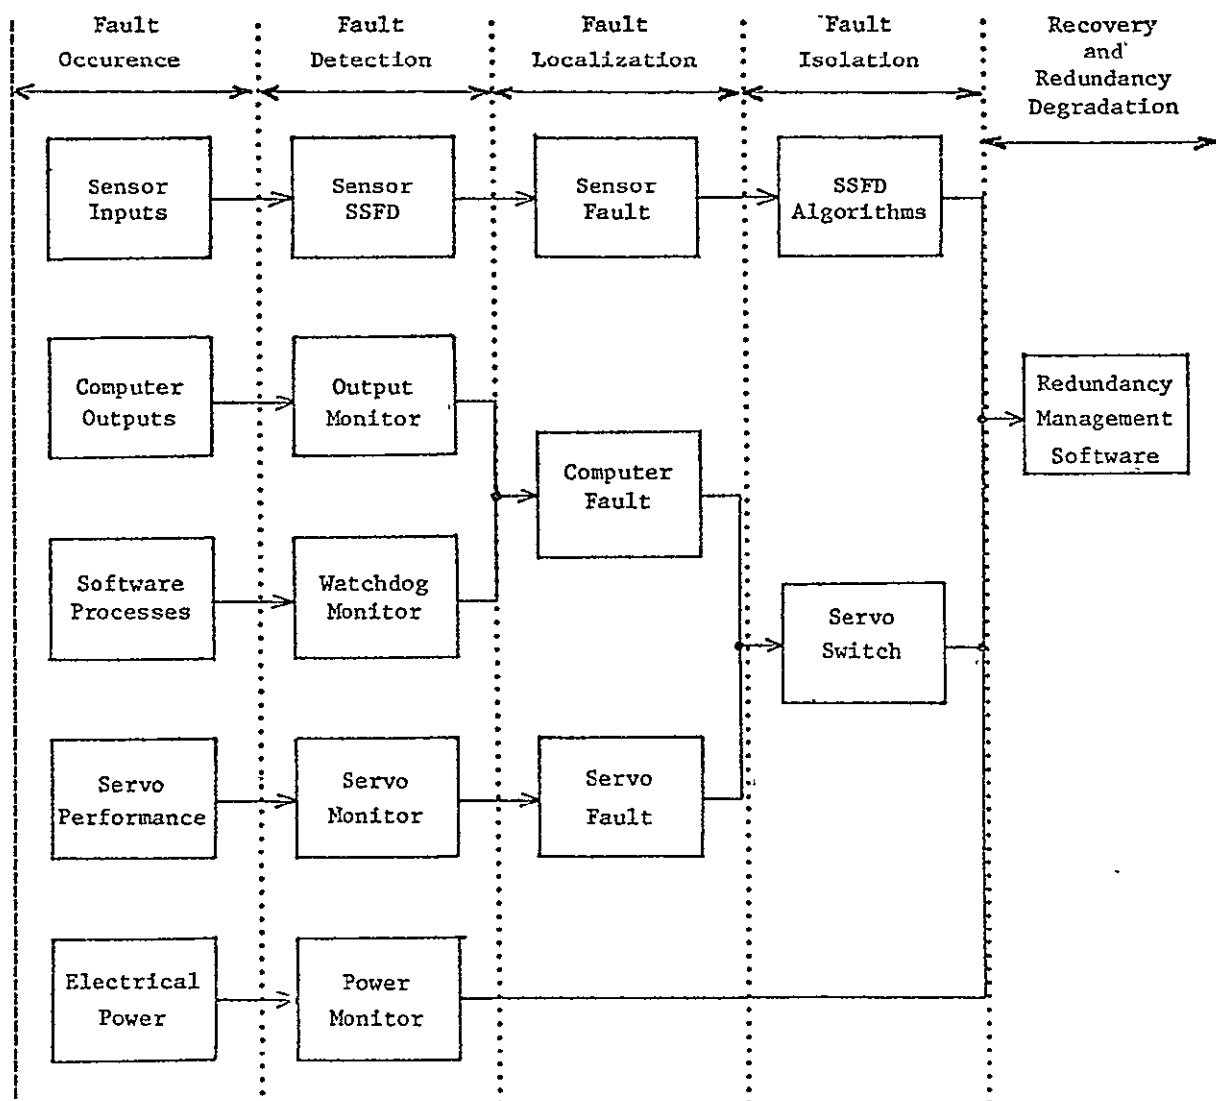 Fault
Occurence
Fault
Detection
Fault
Localization
Fault
Isolation
Recovery
and
Redundancy
Degradation
Sensor
Inputs
Sensor
SSFD
Sensor
Fault
SSFD
Algorithms
Computer
Outputs
Output
Monitor
Computer
Fault
Redundancy
Management
Software
Software
Processes
Watchdog
Monitor
Servo
Switch
Servo
Performance
Servo
Monitor
Servo
Fault
Electrical
Power
Power
Monitor